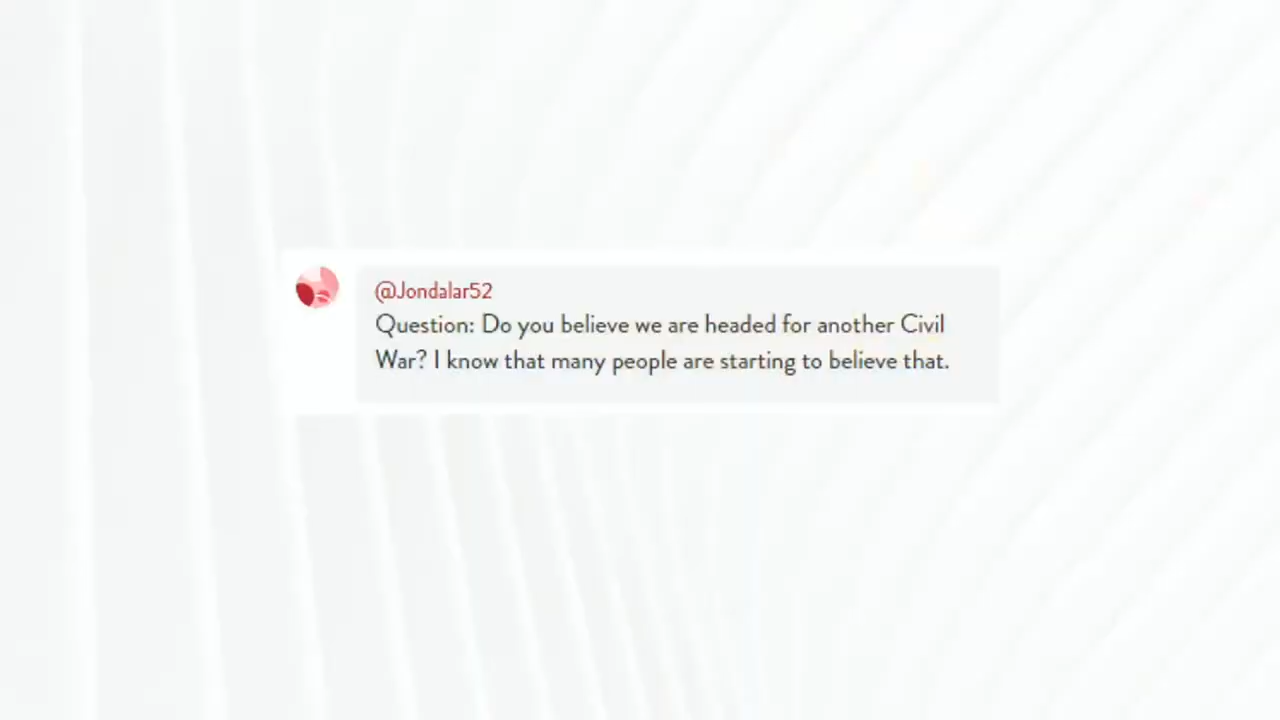 @Jondalar52
Question: Do you believe we are headed for another Civil
War? I know that many people are starting to believe that.